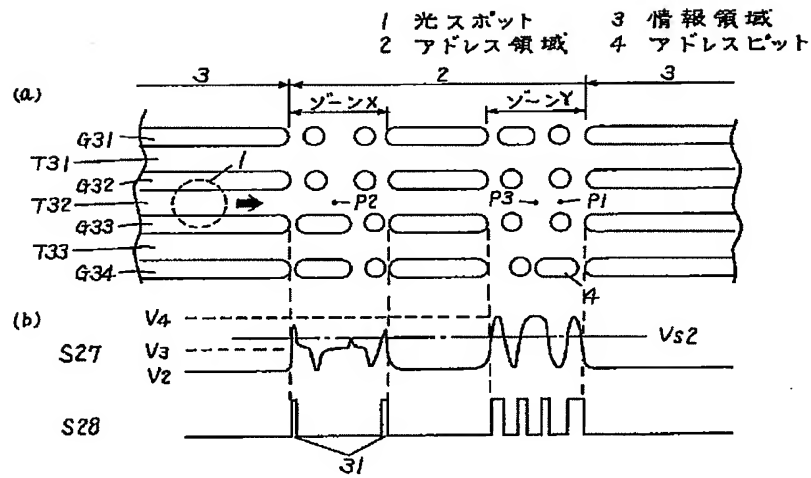 1 光スポット 3 情報領域
2 アドレス領域 4 アドレスピット
3 2 3
(a) ゾーンX ゾーンY
G31
T31 1
G32
T32 P2 P3 P1
G33
T33
G34
4
(b) V4
S27 V3 Vs2
V2
S28
31